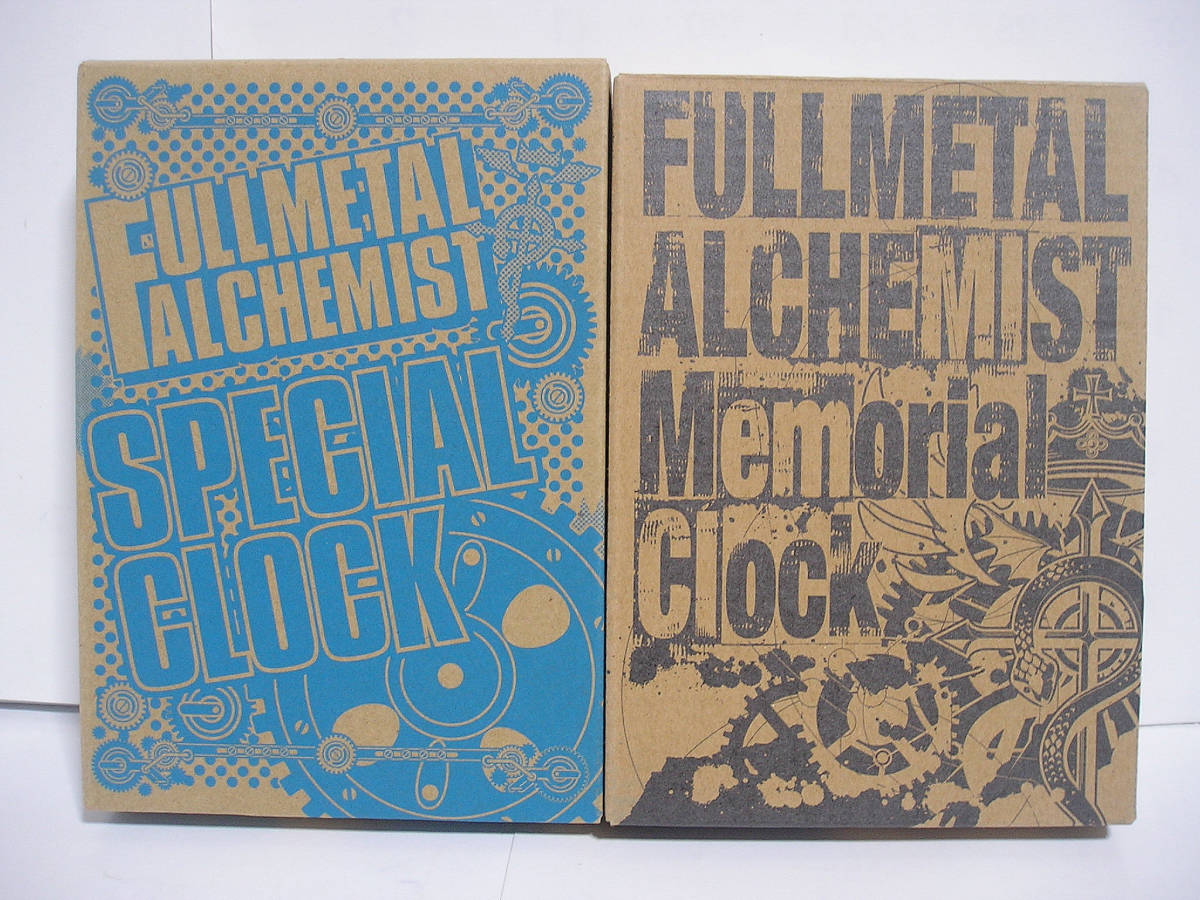 FULLMETAL
ALCHEMIST
SPECIAL
CLOCK
FULLMETAL
ALCHEMIST
Memorial
Clock